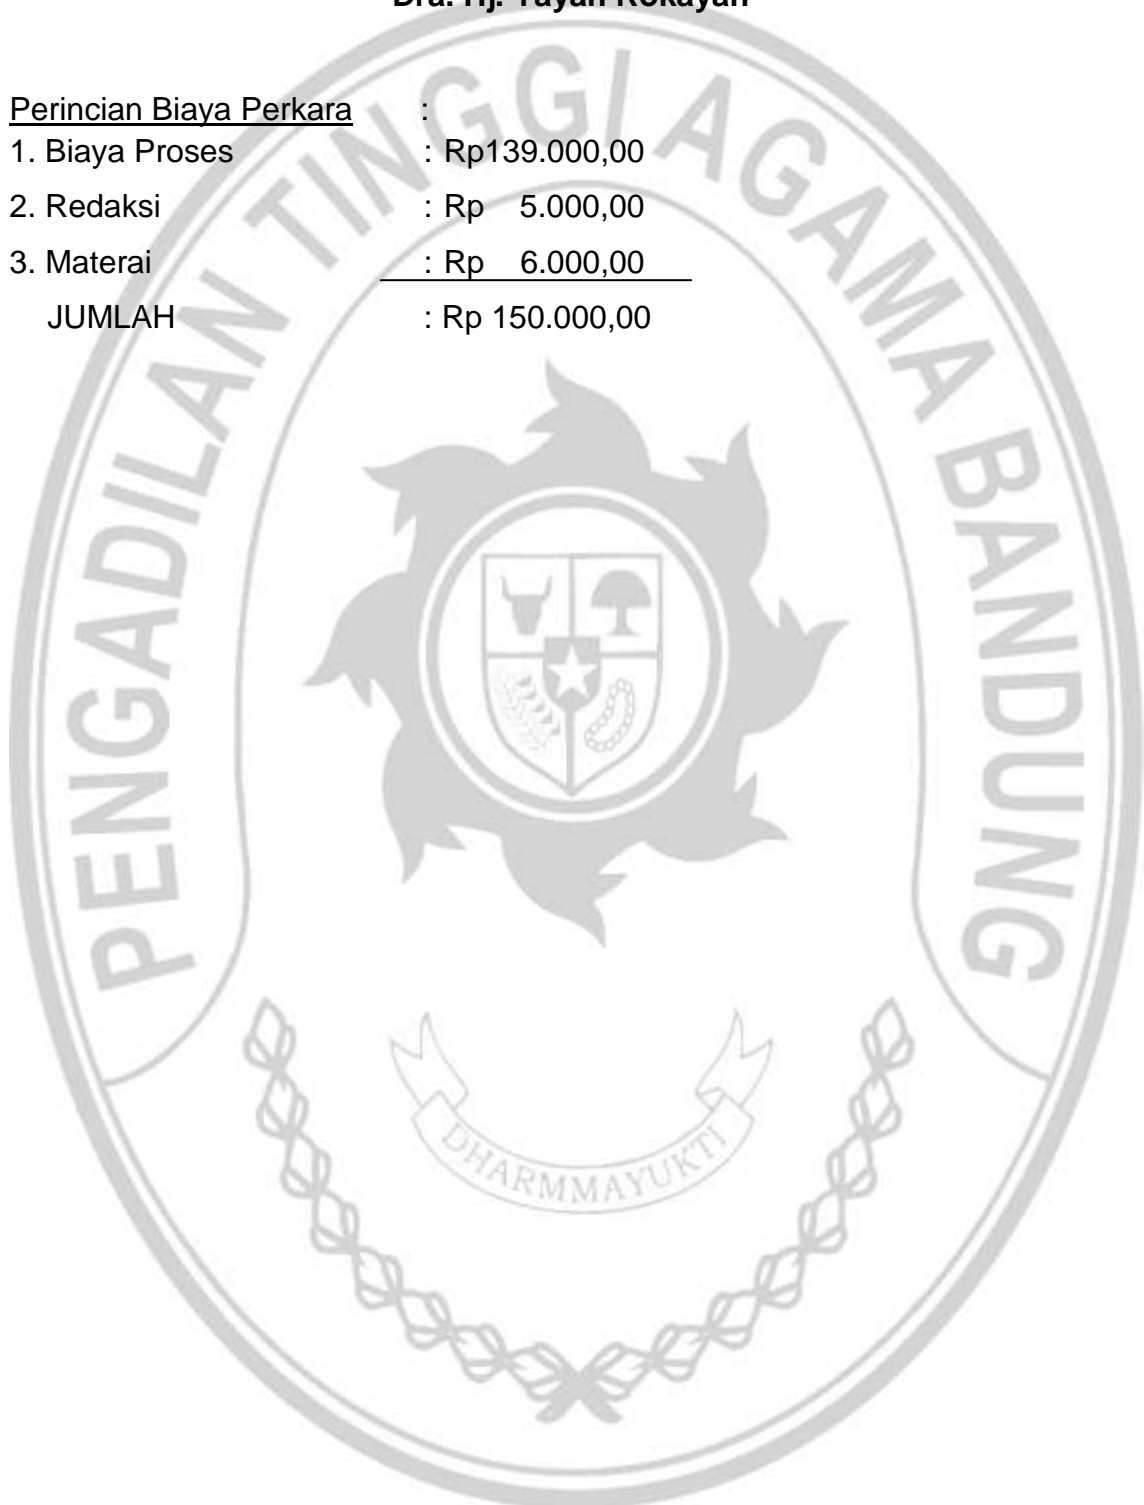 Dra. Hj. Yayah Rokayah
Perincian Biaya Perkara :
1. Biaya Proses : Rp139.000,00
2. Redaksi : Rp 5.000,00
3. Materai : Rp 6.000,00
JUMLAH : Rp 150.000,00
PENGADILAN TINGGI AGAMA BANDUNG
DHARMMAYUKTI